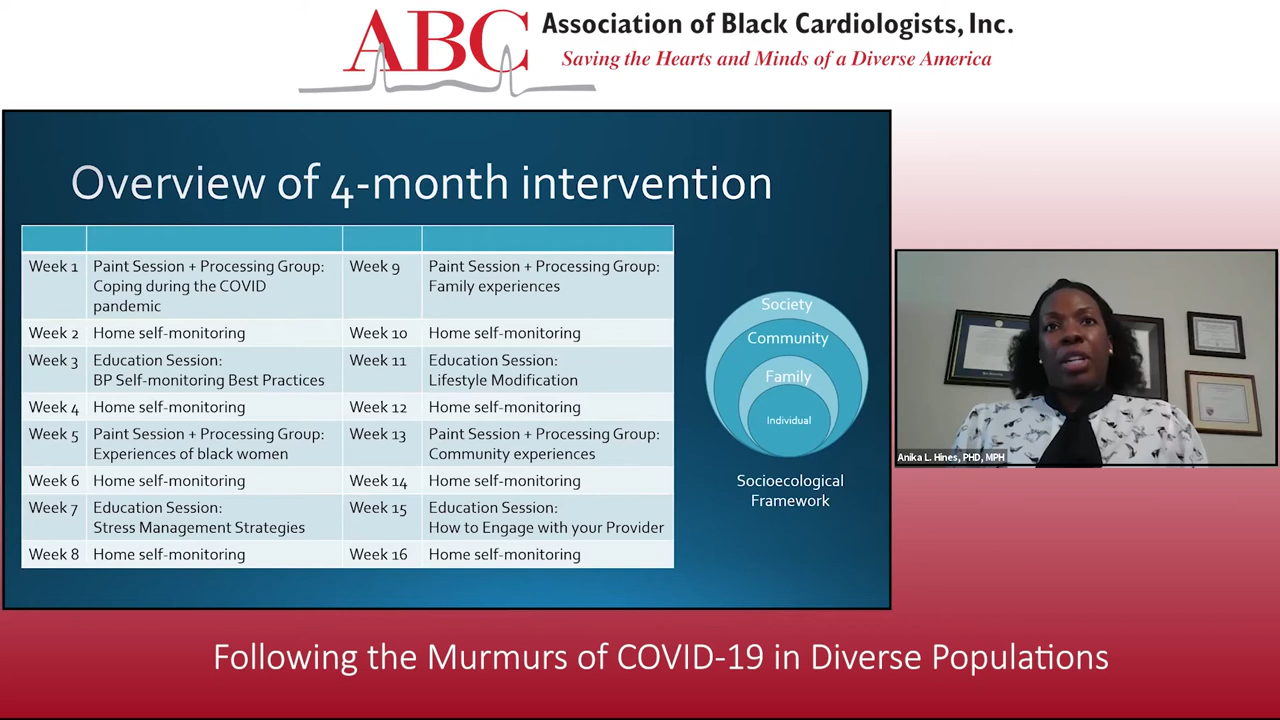 ABC
Association of Black Cardiologists, Inc.
Saving the Hearts and Minds of a Diverse America
Overview of 4-month intervention
Week 1
Paint Session + Processing Group:
Coping during the COVID
pandemic
Week 9
Paint Session + Processing Group:
Family experiences
Week 2
Home self-monitoring
Week 10
Home self-monitoring
Week 3
Education Session:
BP Self-monitoring Best Practices
Week 11
Education Session:
Lifestyle Modification
Week 4
Home self-monitoring
Week 12
Home self-monitoring
Week 5
Paint Session + Processing Group:
Experiences of black women
Week 13
Paint Session + Processing Group:
Community experiences
Week 6
Home self-monitoring
Week 14
Home self-monitoring
Week 7
Education Session:
Stress Management Strategies
Week 15
Education Session:
How to Engage with your Provider
Week 8
Home self-monitoring
Week 16
Home self-monitoring
Society
Community
Family
Individual
Socioecological
Framework
Anika L. Hines, PHD, MPH
Following the Murmurs of COVID-19 in Diverse Populations